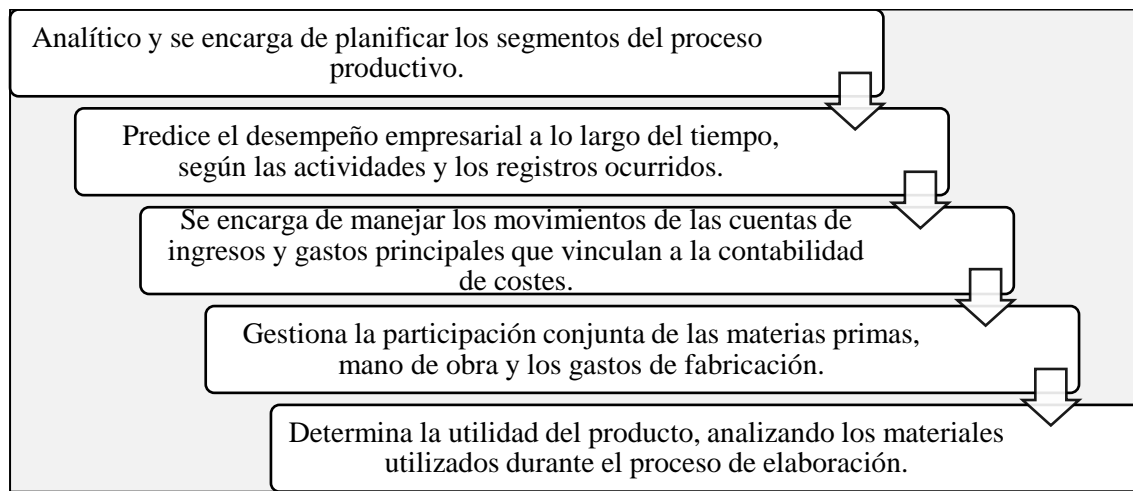 Analítico y se encarga de planificar los segmentos del proceso
productivo.
Predice el desempeño empresarial a lo largo del tiempo,
según las actividades y los registros ocurridos.
Se encarga de manejar los movimientos de las cuentas de
ingresos y gastos principales que vinculan a la contabilidad
de costes.
Gestiona la participación conjunta de las materias primas,
mano de obra y los gastos de fabricación.
Determina la utilidad del producto, analizando los materiales
utilizados durante el proceso de elaboración.